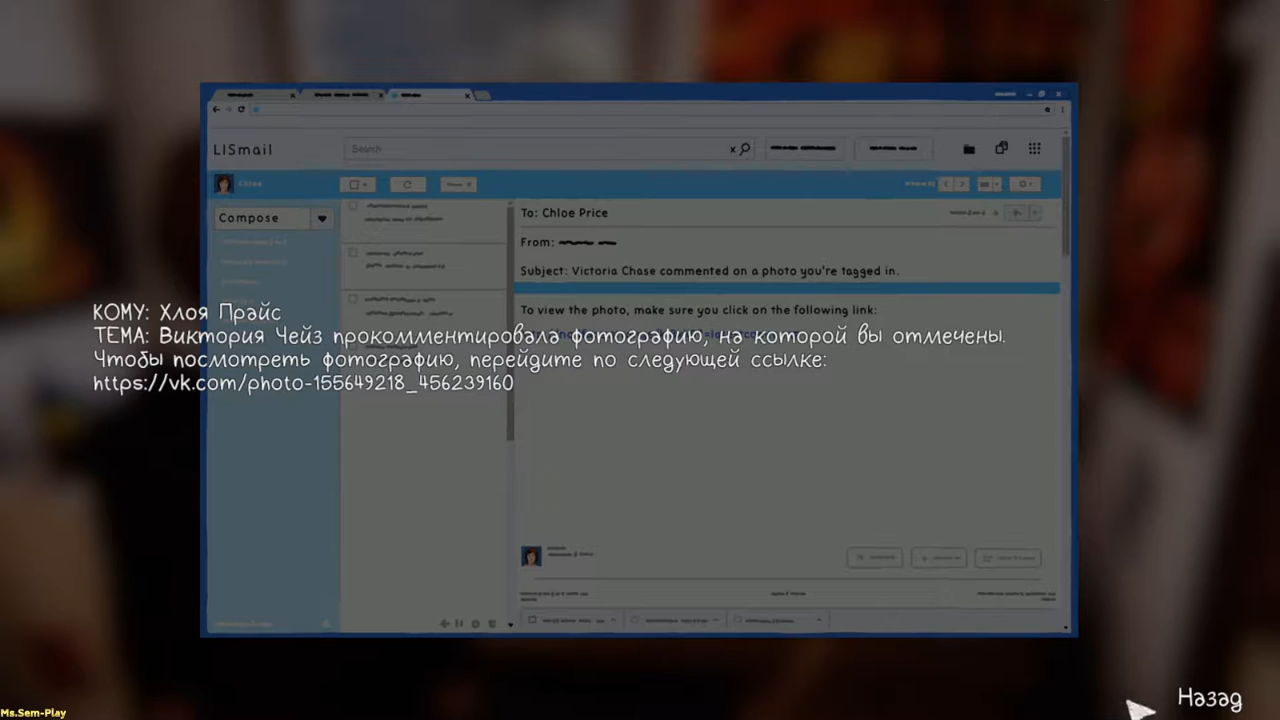 LISmail
Search
x
Chloe
Compose
To: Chloe Price
From:
Subject: Victoria Chase commented on a photo you're tagged in.
To view the photo, make sure you click on the following link:
КОМУ: Хлоя Прайс
ТЕМА: Виктория Чейз прокомментировала фотографию, на которой вы отмечены.
Чтобы посмотреть фотографию, перейдите по следующей ссылке:
https://vk.com/photo-155649218_456239160
Назад
Ms.Sem-Play